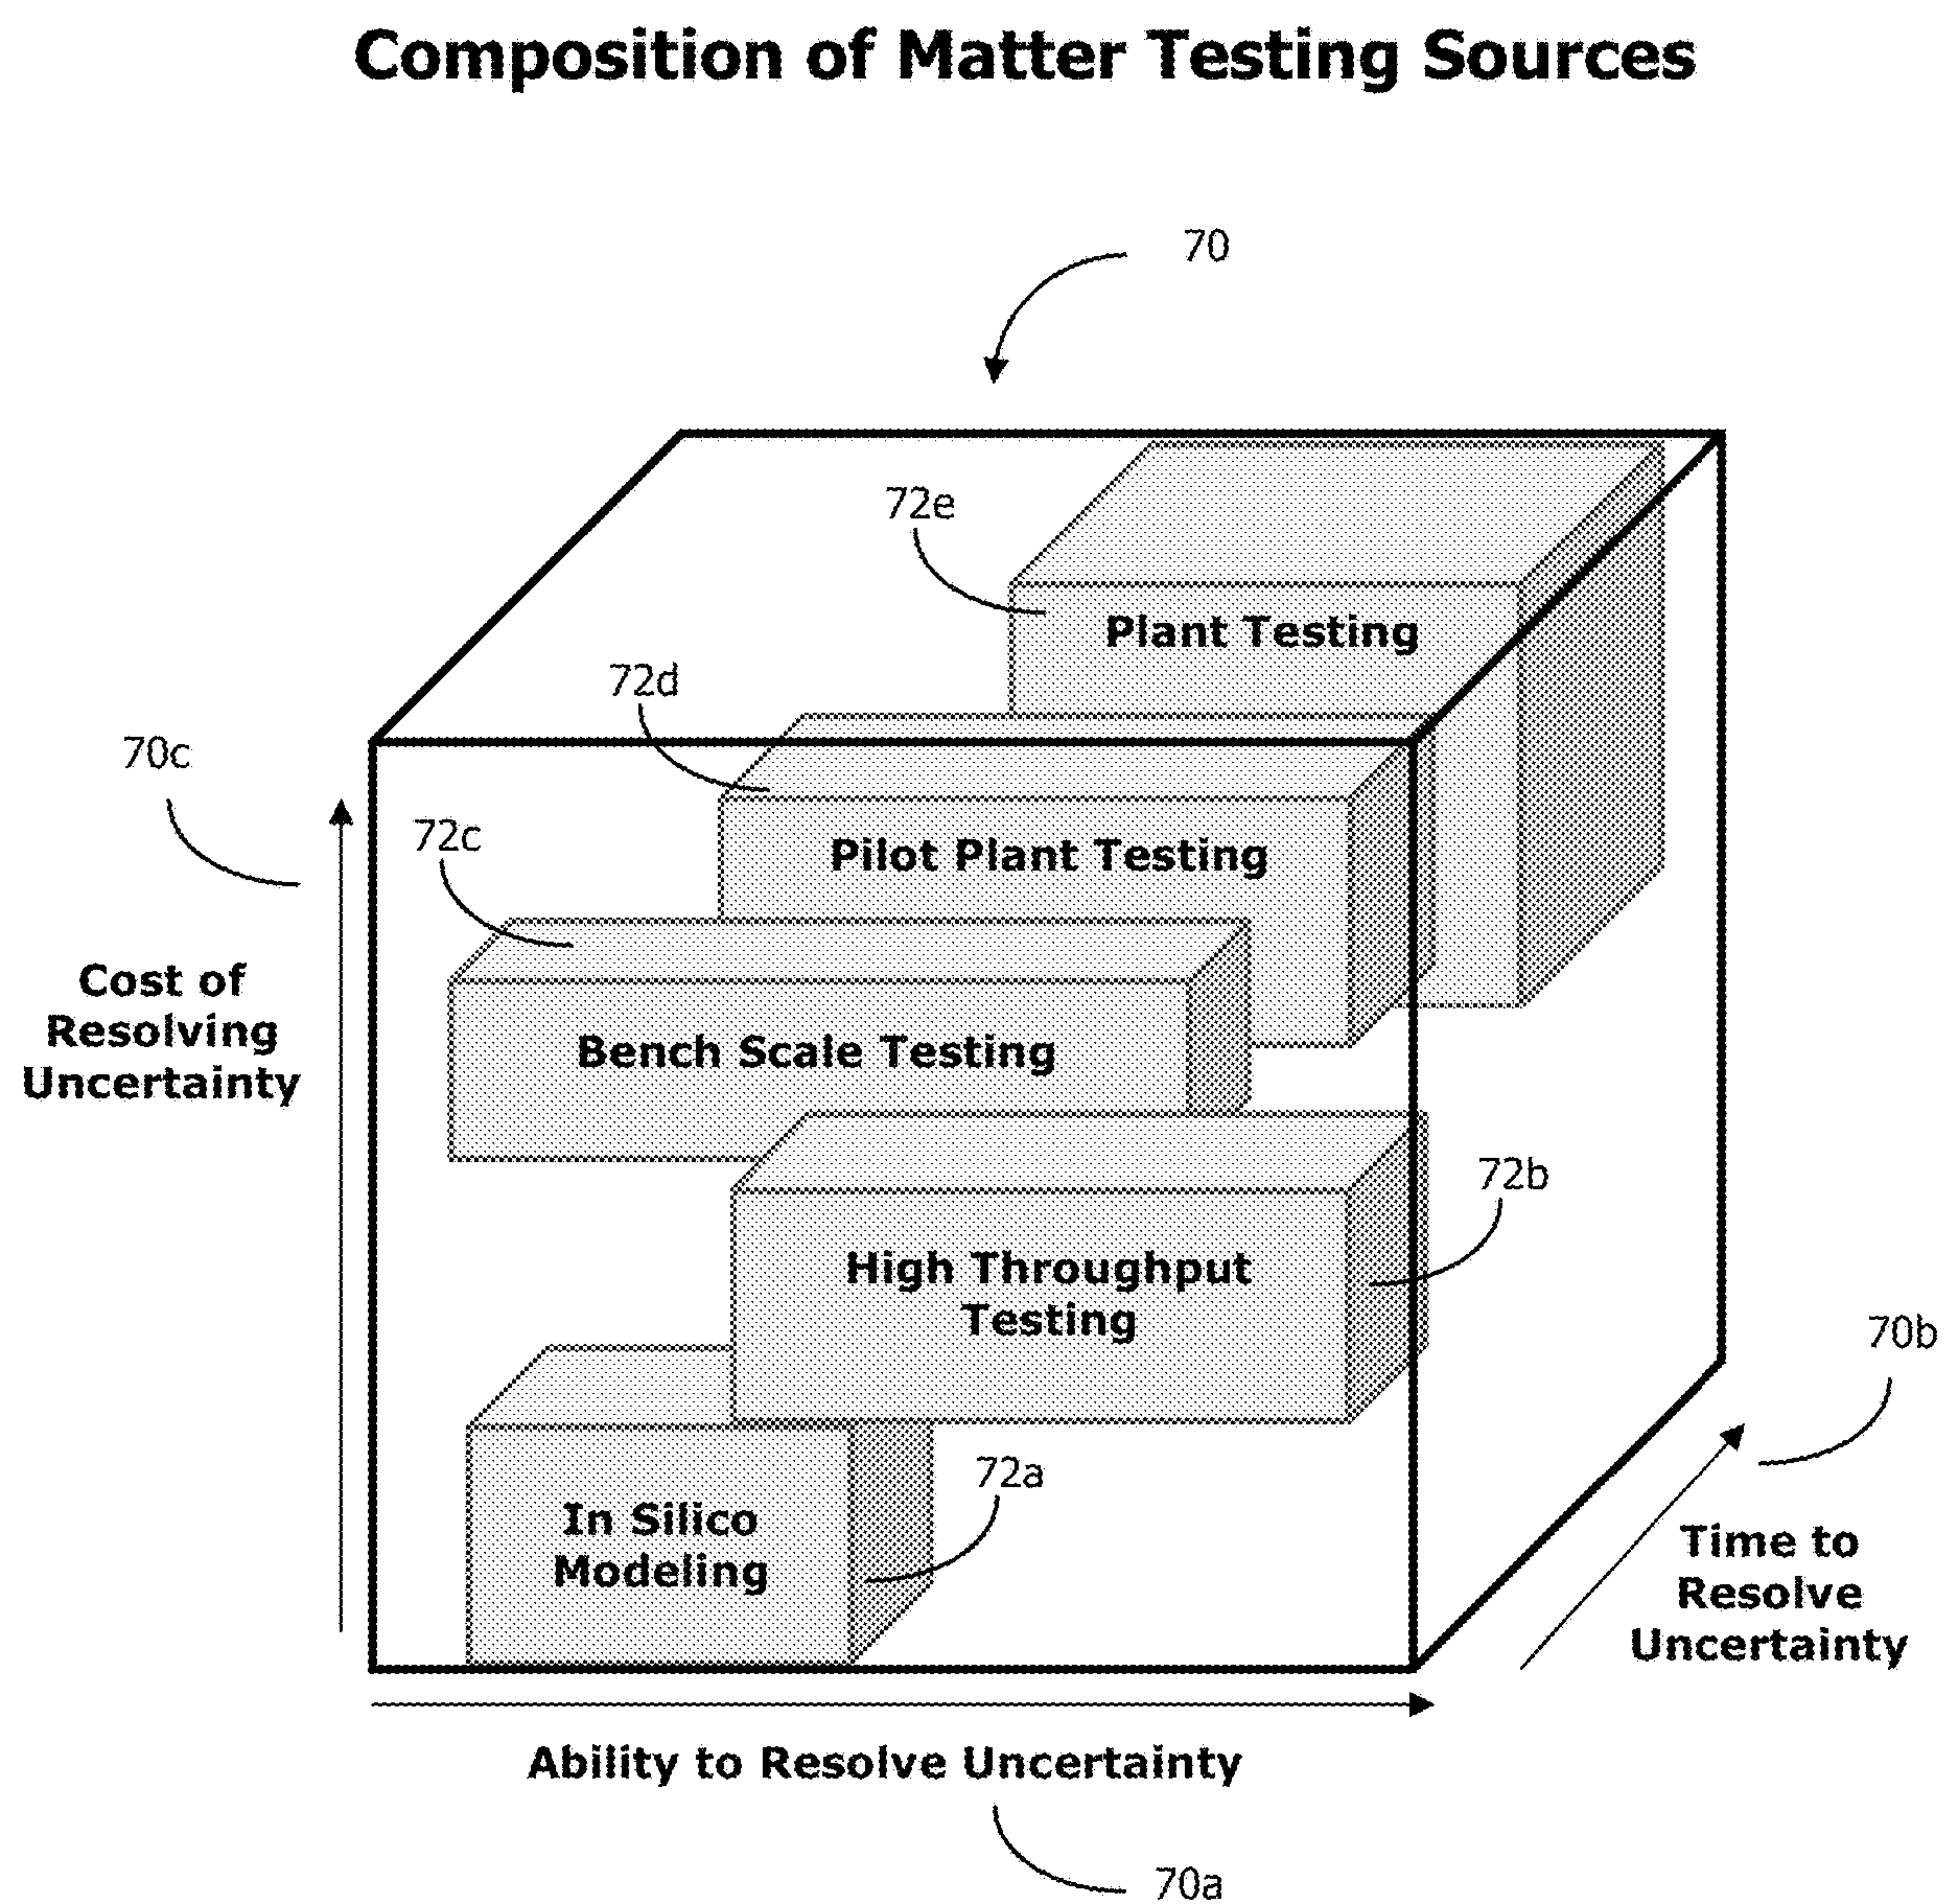 Composition of Matter Testing Sources
70
72e
Plant Testing
72d
70c
72c
Pilot Plant Testing
Cost of
Resolving
Uncertainty
Bench Scale Testing
72b
High Throughput
Testing
70b
72a
In Silico
Modeling
Time to
Resolve
Uncertainty
Ability to Resolve Uncertainty
70a